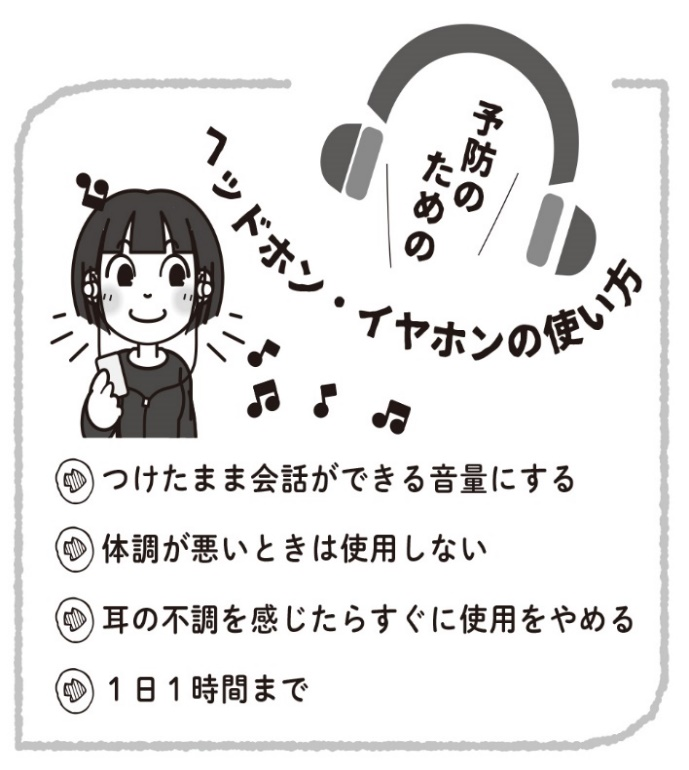 予防の
ための
ヘッドホン・イヤホンの使い方
つけたまま会話ができる音量にする
体調が悪いときは使用しない
耳の不調を感じたらすぐに使用をやめる
１日１時間まで